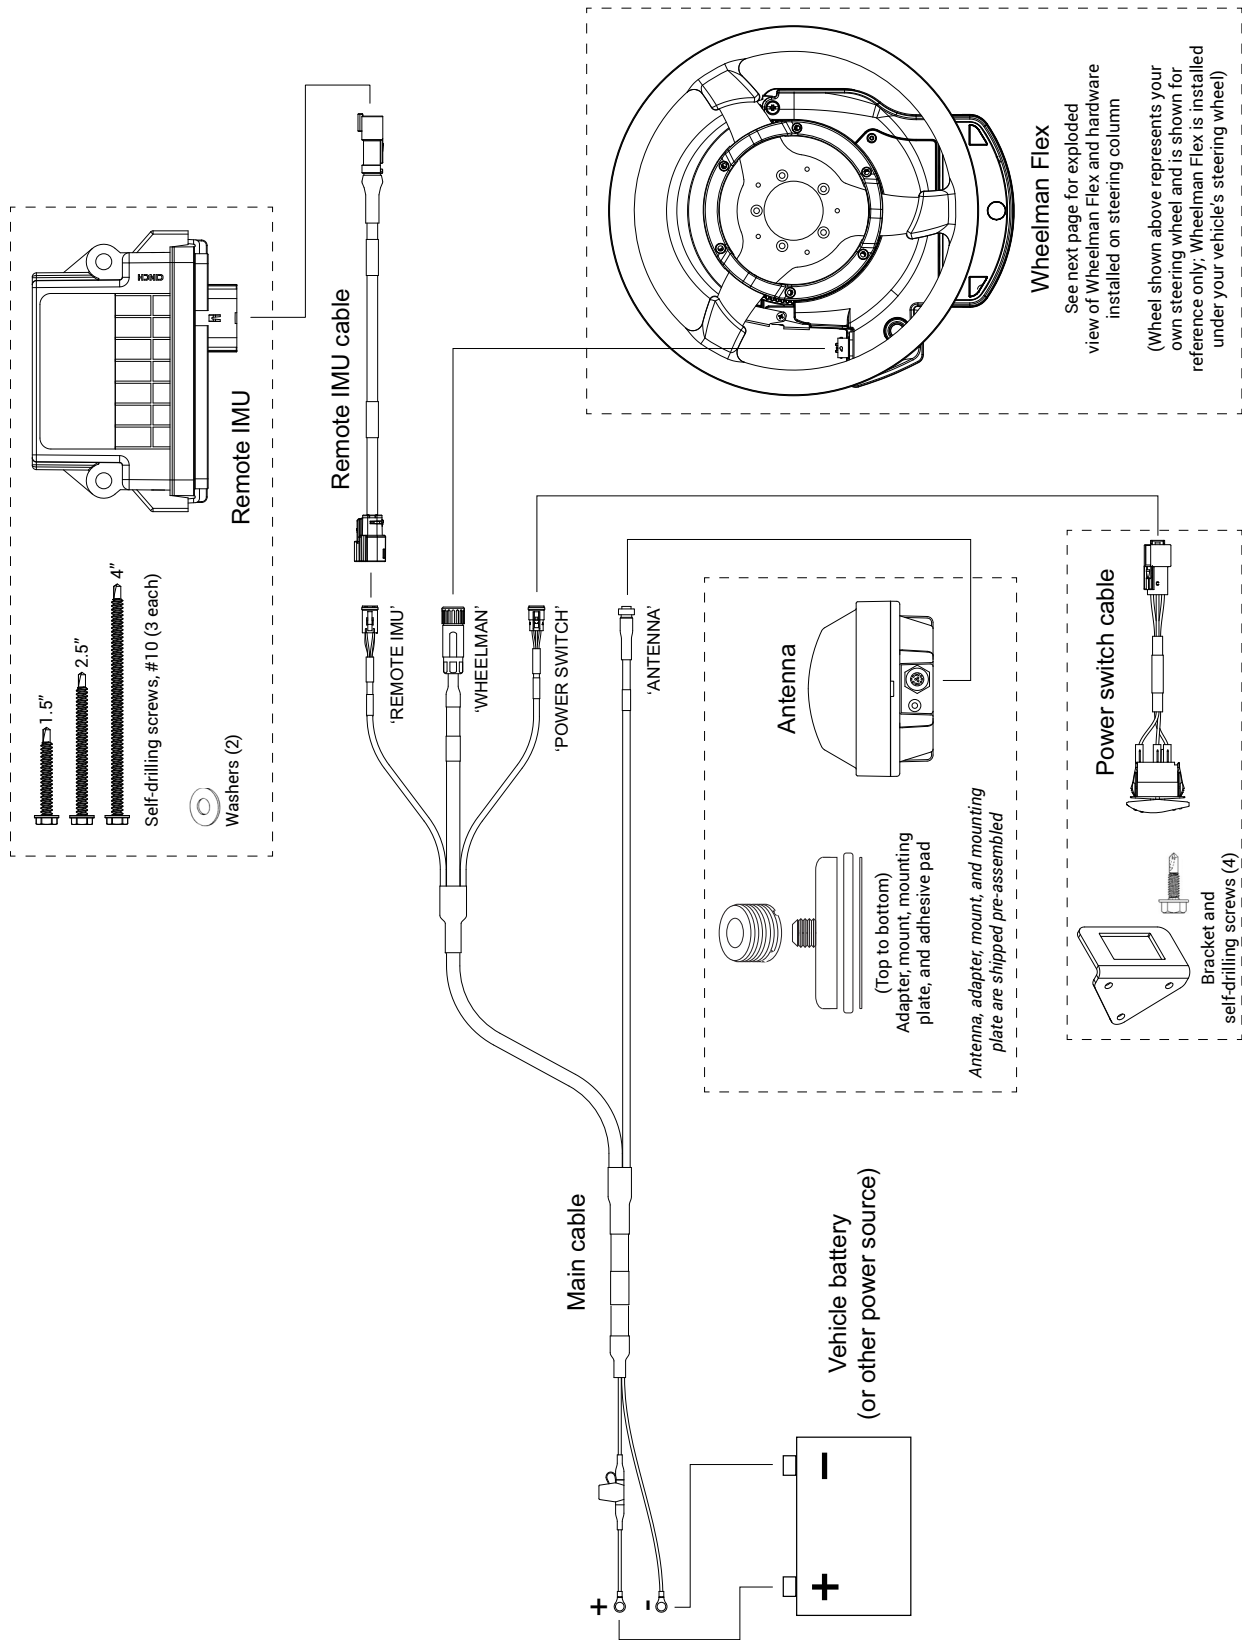 1.5”
2.5”
4”
Self-drilling screws, #10 (3 each)
Washers (2)
CINCH
Remote IMU
Remote IMU cable
‘REMOTE IMU’
‘WHEELMAN’
‘POWER SWITCH’
‘ANTENNA’
Main cable
+
-
Vehicle battery
(or other power source)
+
-
Antenna
(Top to bottom)
Adapter, mount, mounting
plate, and adhesive pad
Antenna, adapter, mount, and mounting
plate are shipped pre-assembled
Wheelman Flex
See next page for exploded
view of Wheelman Flex and hardware
installed on steering column
(Wheel shown above represents your
own steering wheel and is shown for
reference only; Wheelman Flex is installed
under your vehicle’s steering wheel)
Power switch cable
Bracket and
self-drilling screws (4)